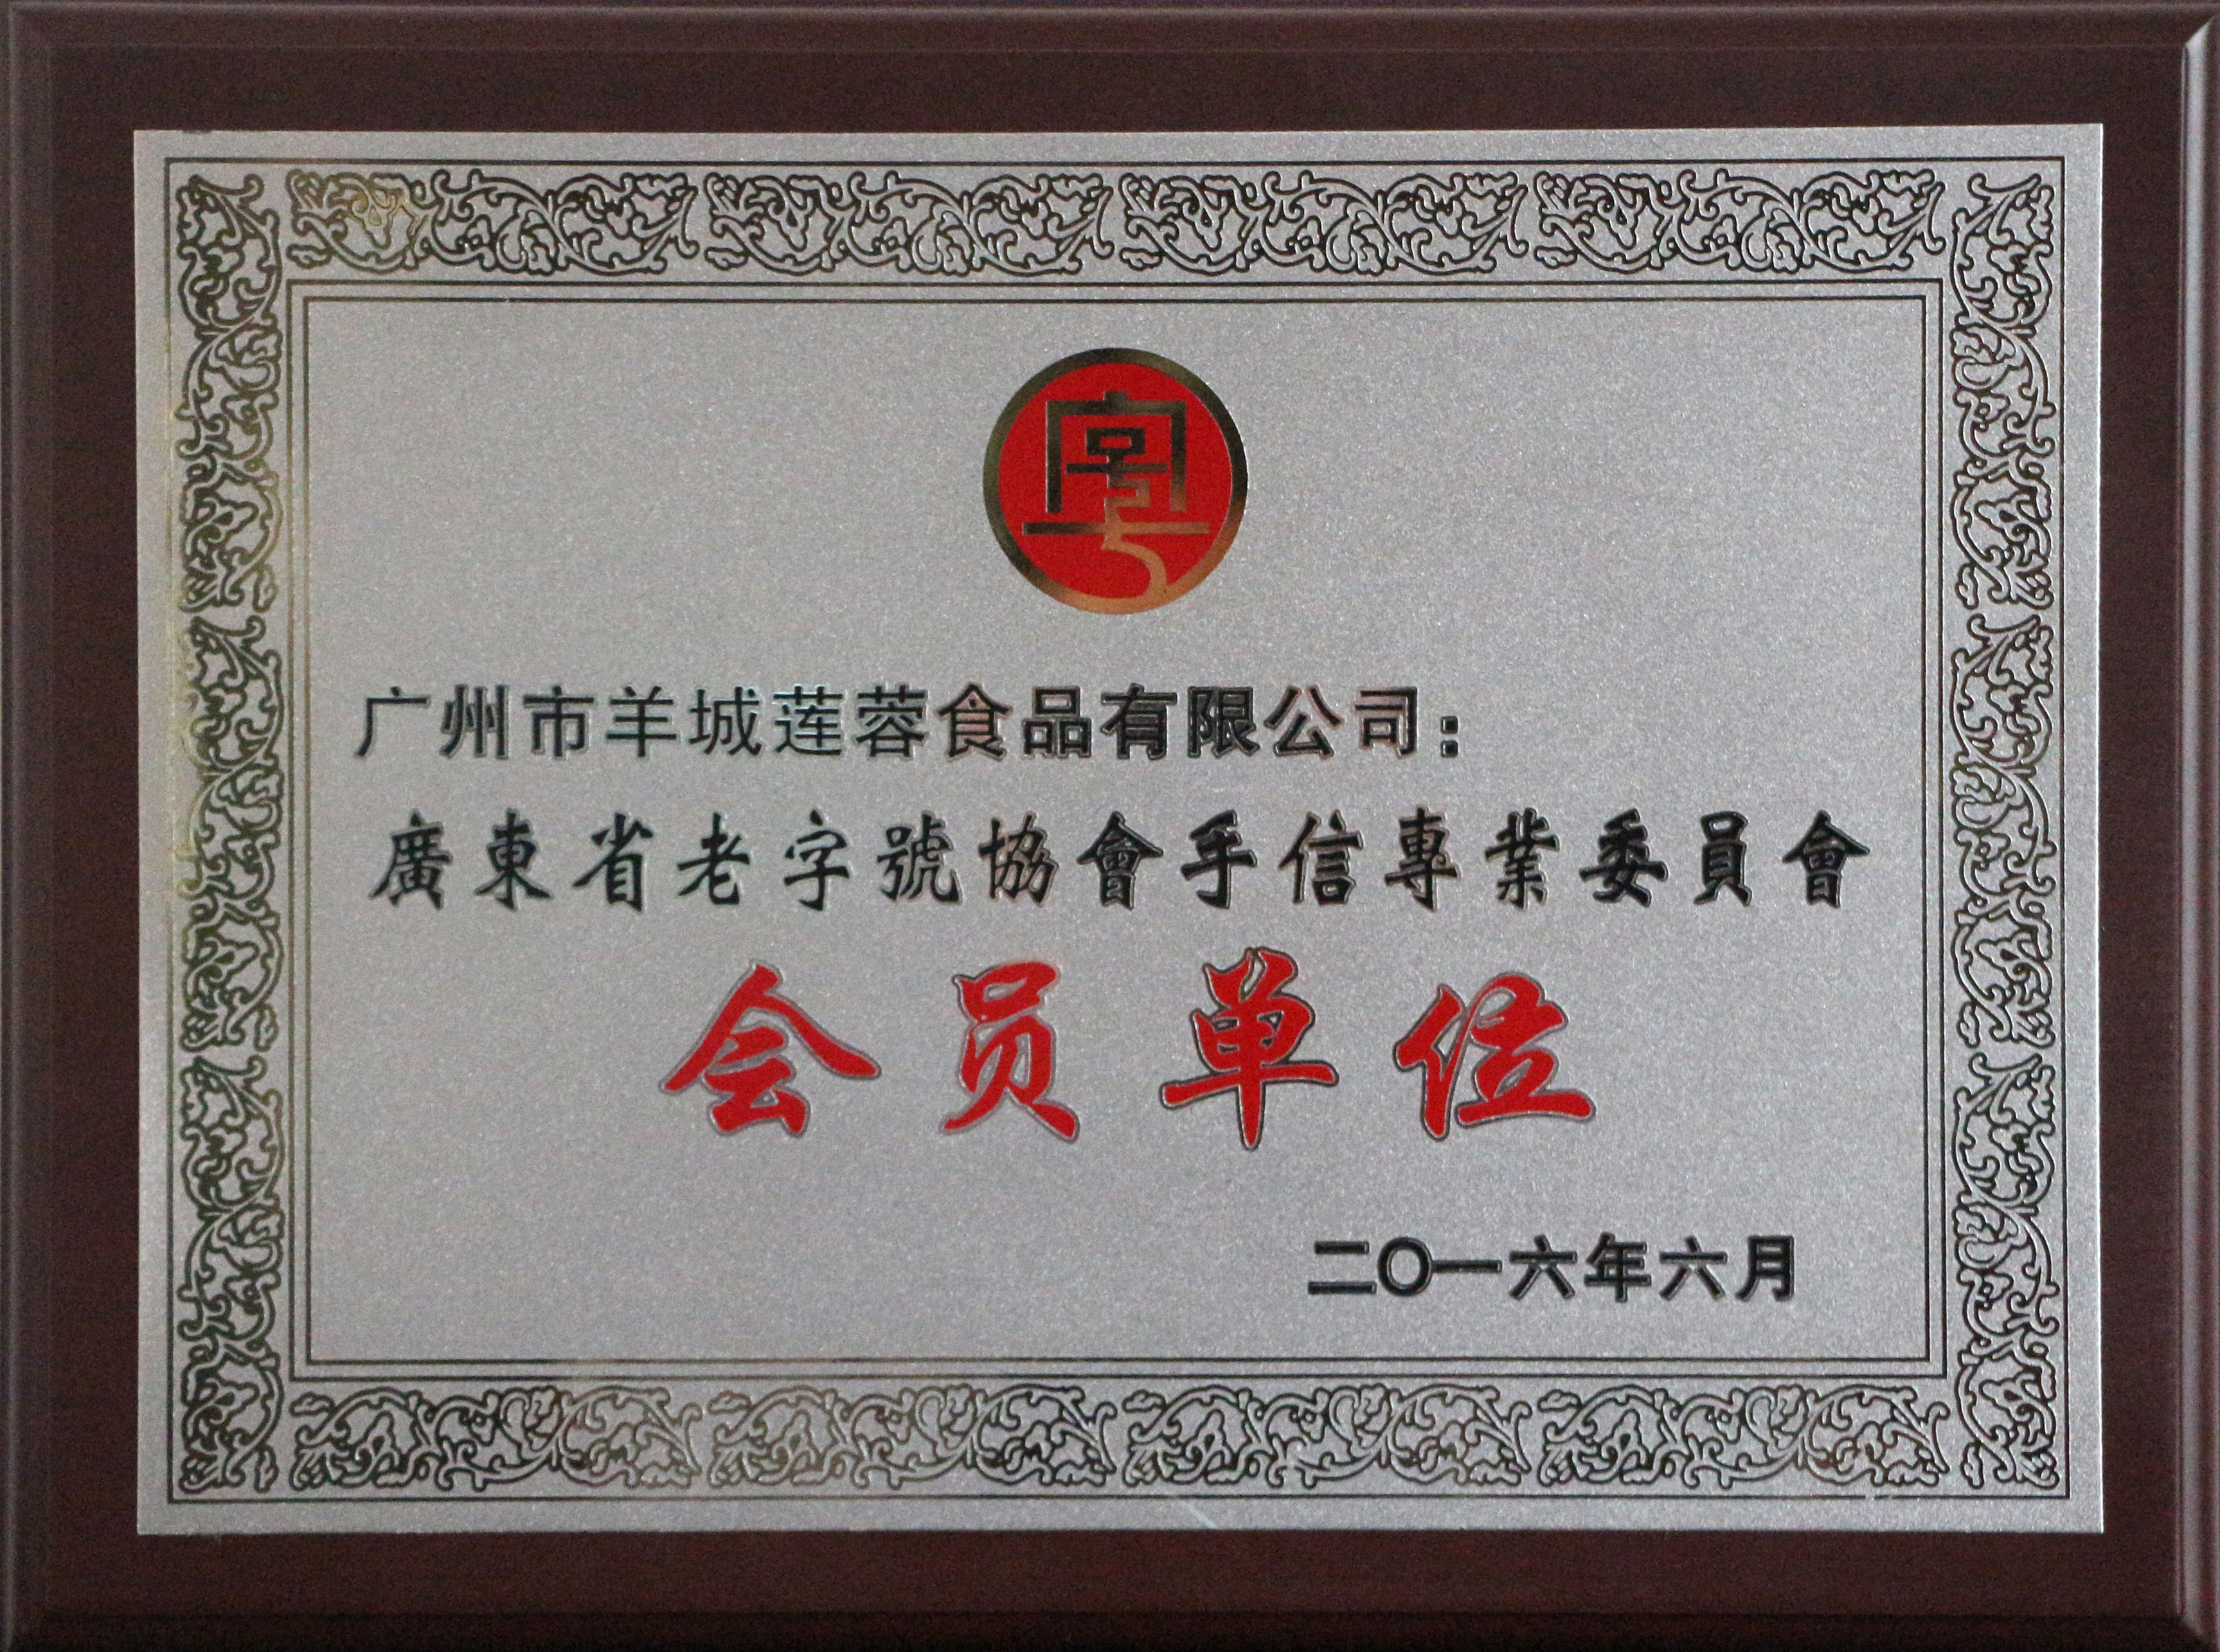 广州市羊城莲蓉食品有限公司:
廣東省老字號協會手信專業委員會
会员单位
二〇一六年六月